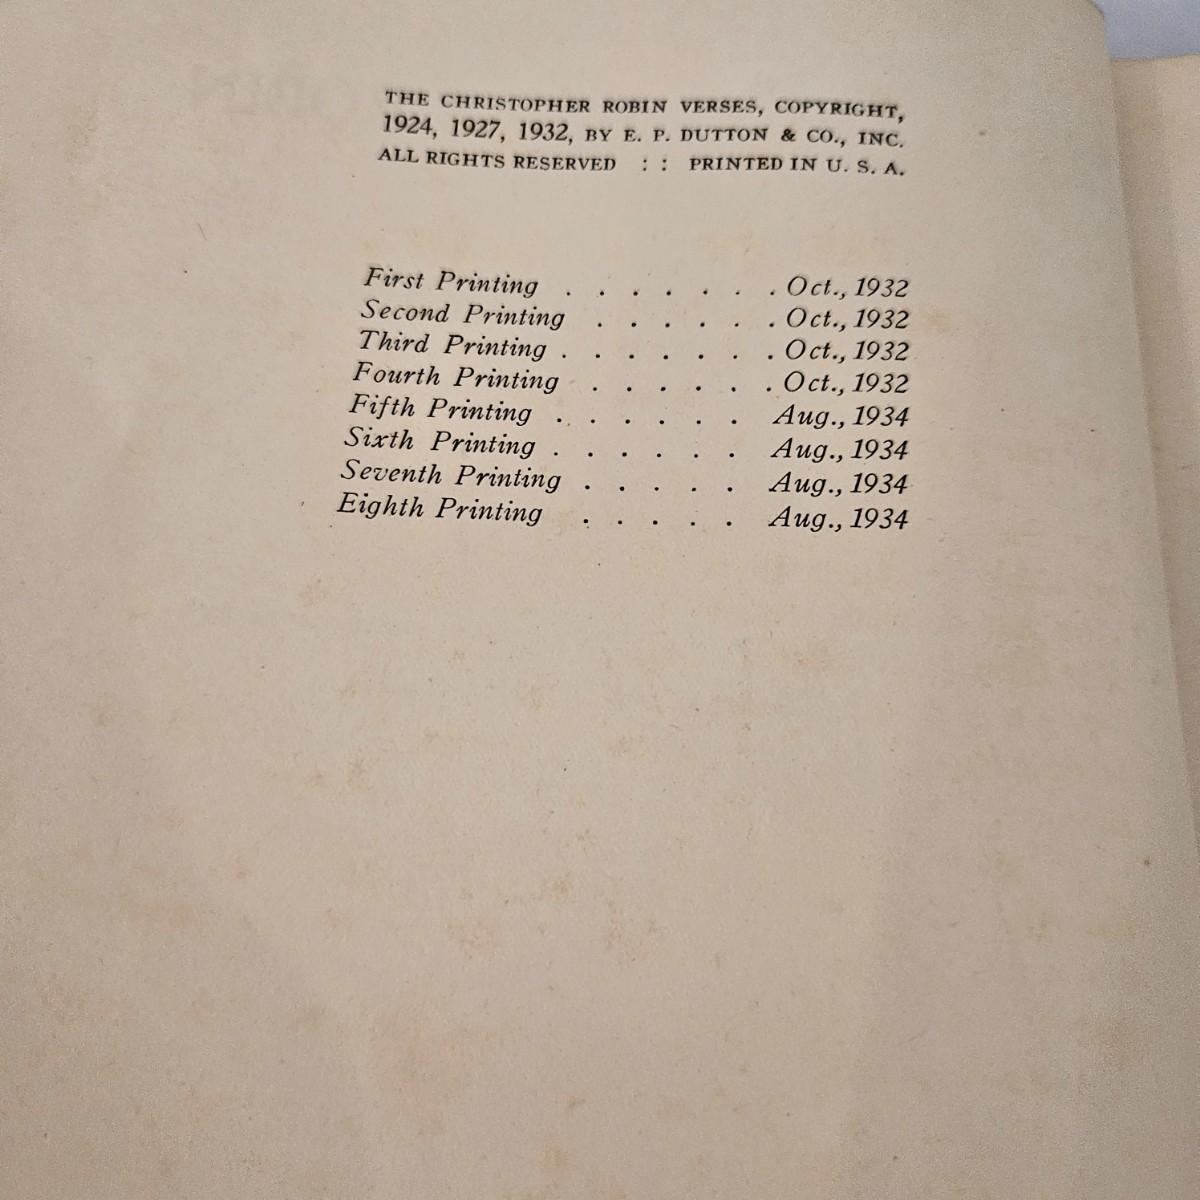 THE CHRISTOPHER ROBIN VERSES, COPYRIGHT,
1924, 1927, 1932, BY E. P. DUTTON & CO., INC.
ALL RIGHTS RESERVED : : PRINTED IN U. S. A.
First Printing . . . . . . . Oct., 1932
Second Printing . . . . . . Oct., 1932
Third Printing . . . . . . . Oct., 1932
Fourth Printing . . . . . . Oct., 1932
Fifth Printing . . . . . . Aug., 1934
Sixth Printing . . . . . . Aug., 1934
Seventh Printing . . . . . Aug., 1934
Eighth Printing . . . . . Aug., 1934